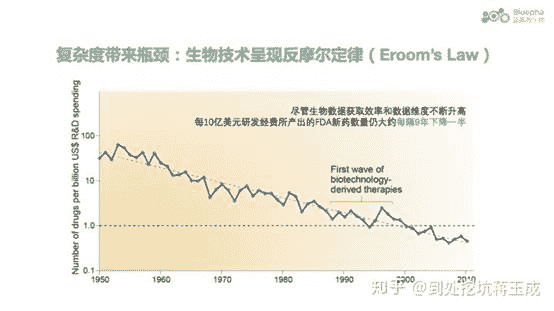 Bluepha
复杂度带来瓶颈：生物技术呈现反摩尔定律（Eroom's Law）
尽管生物数据获取效率和数据维度不断升高
每10亿美元研发经费所产出的FDA新药数量仍大约每隔9年下降一半
Number of drugs per billion US$ R&D spending
100
10
1.0
0.1
First wave of
biotechnology-
derived therapies
1950
1960
1970
1980
1990
2000
2010
知乎 @到处挖坑蒋玉成